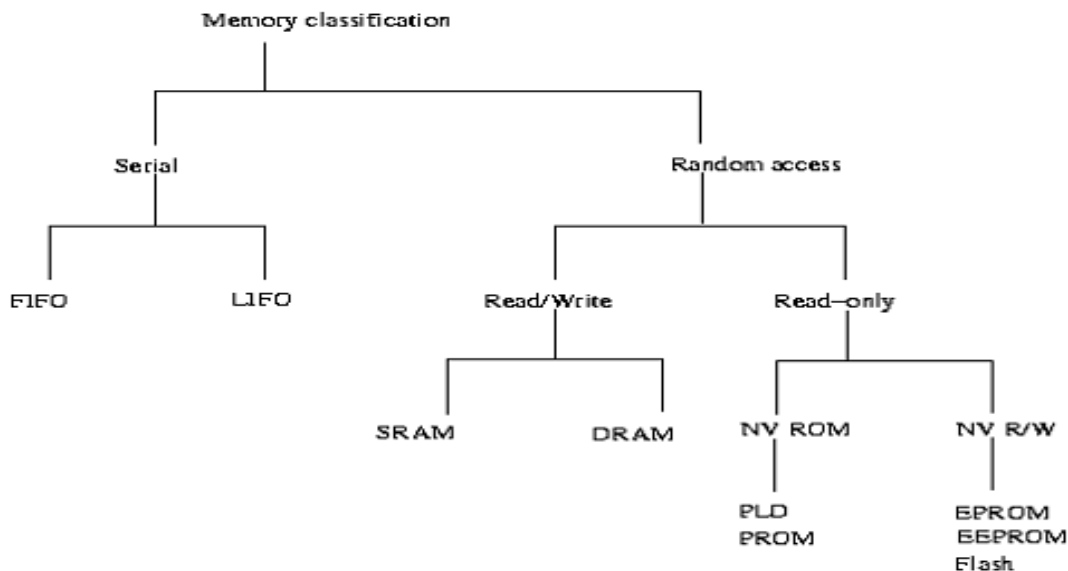 Memory classification
Serial
Random access
FIFO
LIFO
Read/Write
Read-only
SRAM
DRAM
NV ROM
NV R/W
PLD
PROM
EPROM
EEPROM
Flash